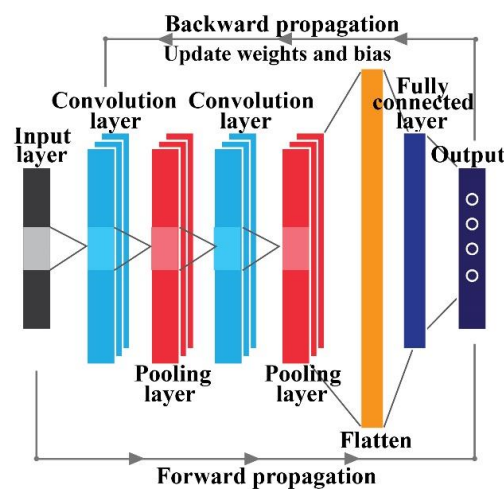 Backward propagation
Update weights and bias
Convolution
layer
Convolution
layer
Fully
connected
layer
Input
layer
Output
Pooling
layer
Pooling
layer
Flatten
Forward propagation